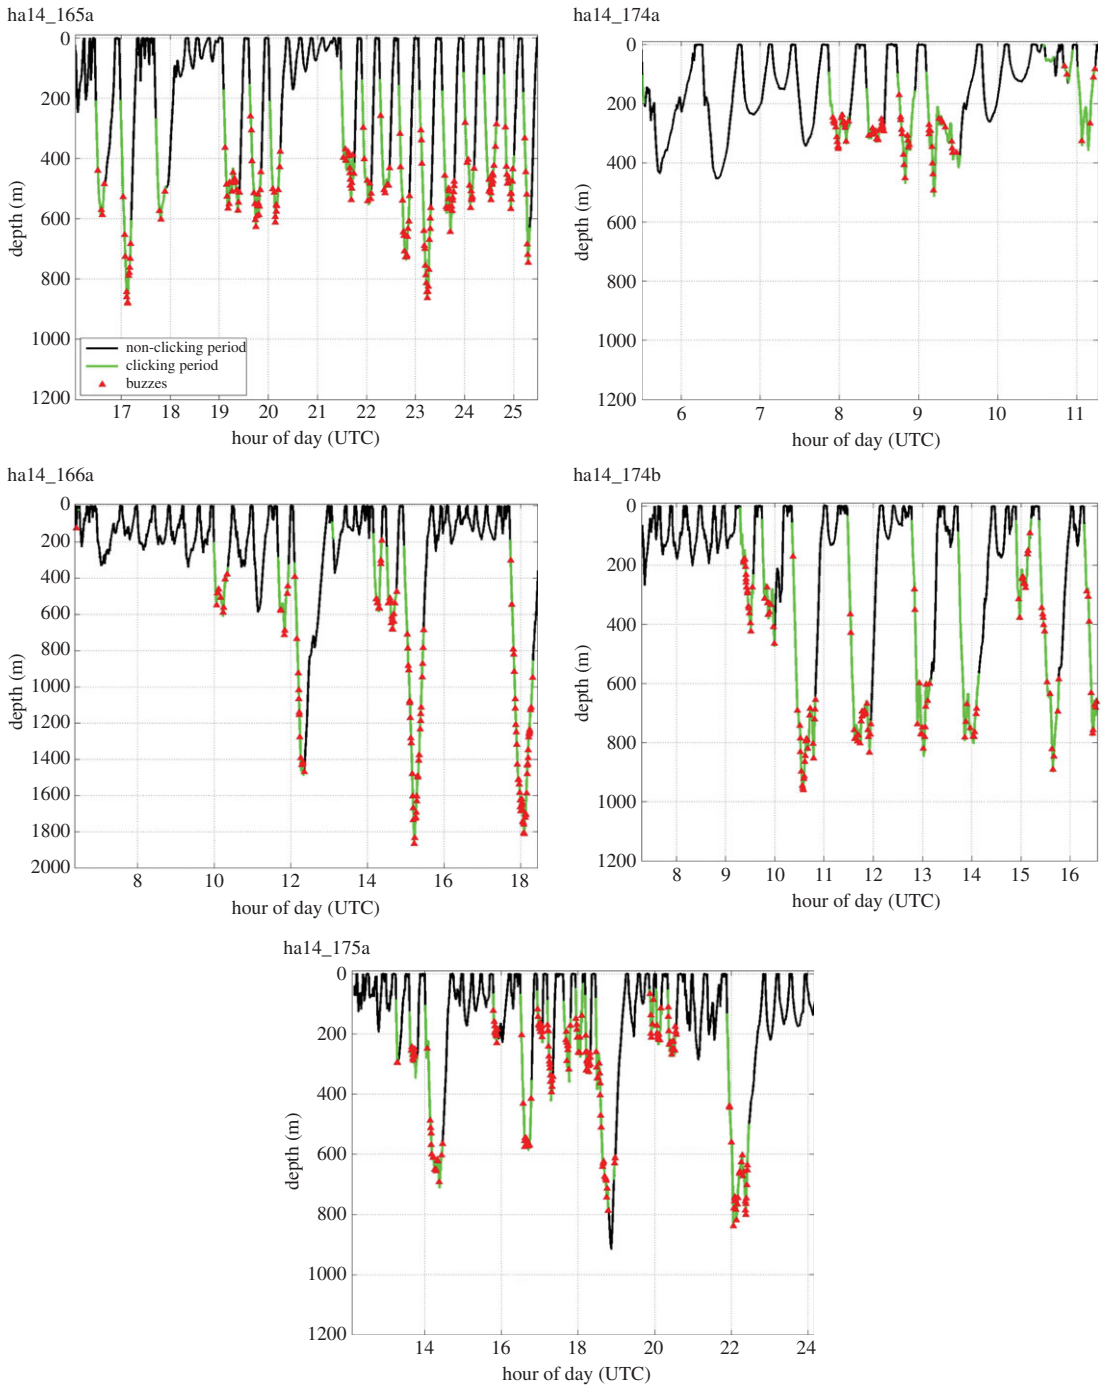 ha14_165a
0
200
400
600
800
1000
1200
depth (m)
non-clicking period
clicking period
buzzes
17 18 19 20 21 22 23 24 25
hour of day (UTC)
ha14_174a
0
200
400
600
800
1000
1200
depth (m)
6 7 8 9 10 11
hour of day (UTC)
ha14_166a
0
200
400
600
800
1000
1200
1400
1600
1800
2000
depth (m)
8 10 12 14 16 18
hour of day (UTC)
ha14_174b
0
200
400
600
800
1000
1200
depth (m)
8 9 10 11 12 13 14 15 16
hour of day (UTC)
ha14_175a
0
200
400
600
800
1000
1200
depth (m)
14 16 18 20 22 24
hour of day (UTC)